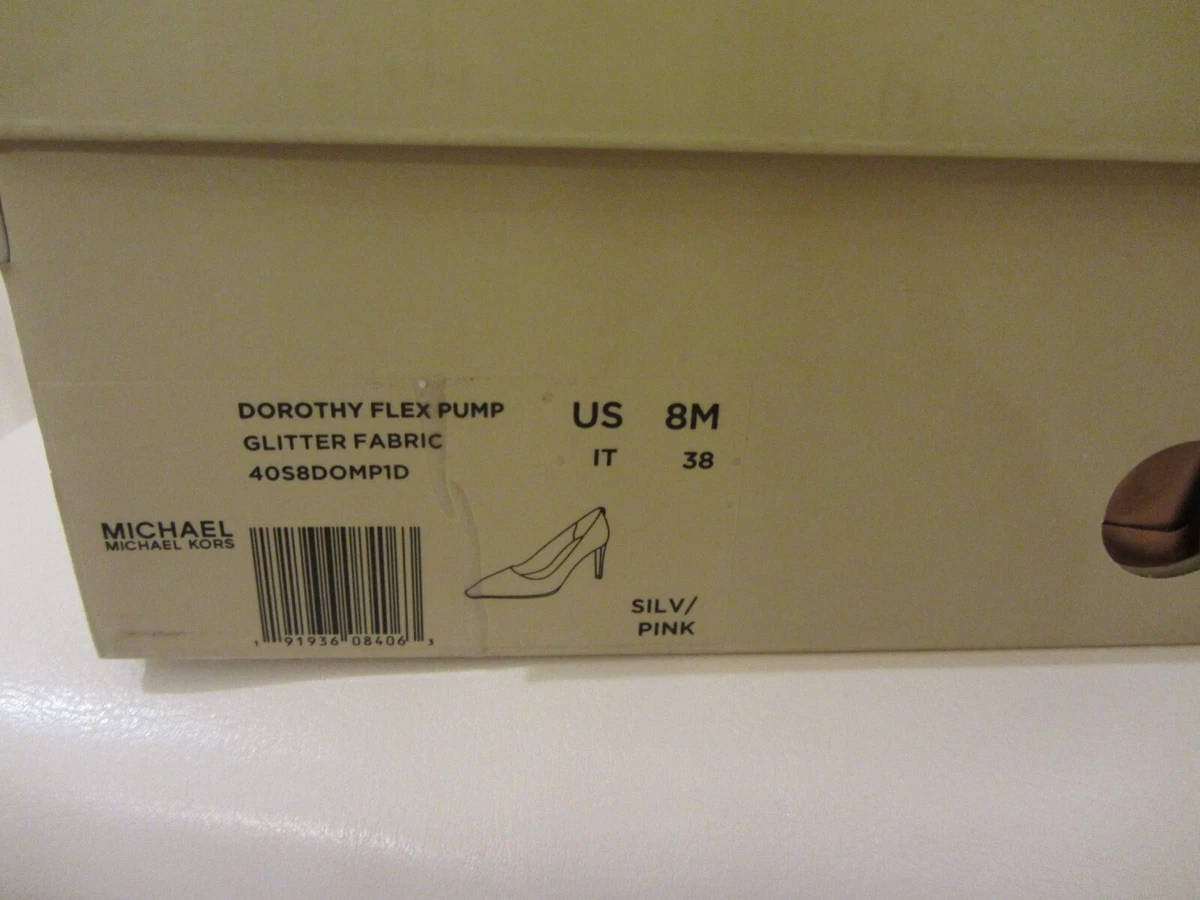 DOROTHY FLEX PUMP
GLITTER FABRIC
40S8DOMP1D
US 8M
IT 38
MICHAEL
MICHAEL KORS
1 91936 08406 3
SILV/
PINK